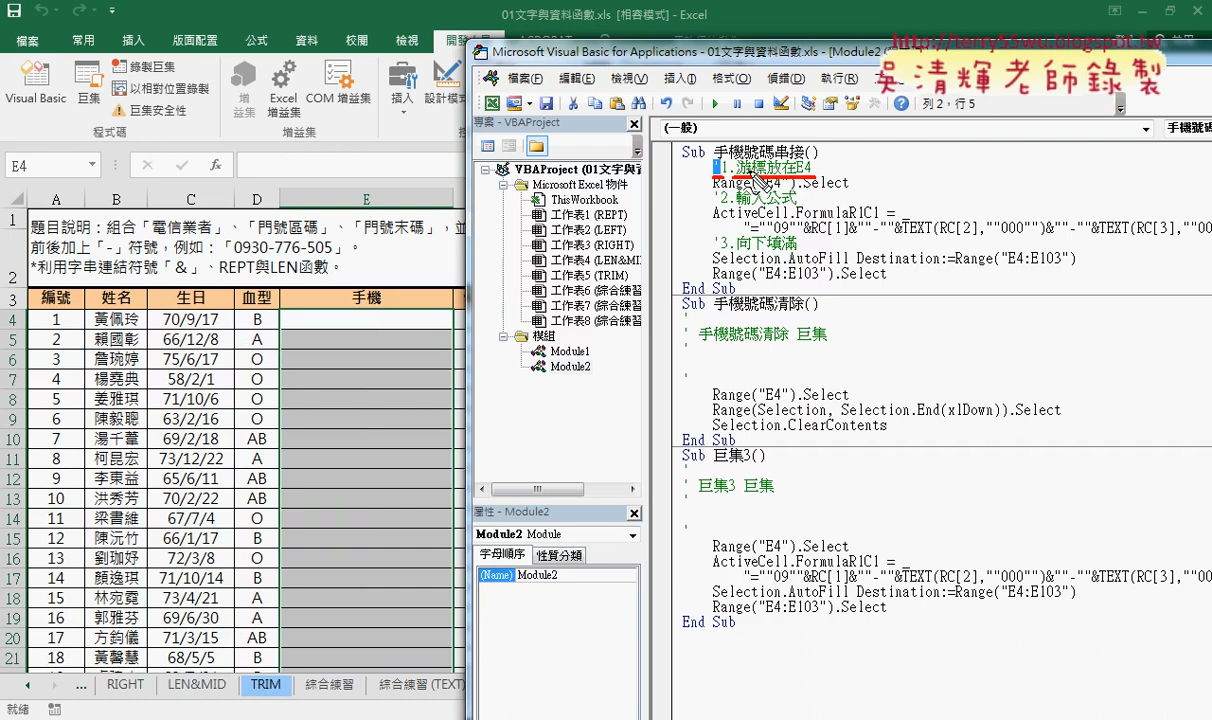 01文字與資料函數.xls [相容模式] - Excel
檔案 常用 插入 版面配置 公式 資料 校閱 檢視
Visual Basic 巨集 錄製巨集 以相對位置錄製 巨集安全性 程式碼
增益集 Excel 增益集 COM 增益集 增益集
插入 設計模式
E4
fx
A B C D E
1 題目說明：組合「電信業者」、「門號區碼」、「門號末碼」，並
前後加上「-」符號，例如：「0930-776-505」。
2 *利用字串連結符號「&」、REPT與LEN函數。
3 編號 姓名 生日 血型 手機
4 1 黃佩玲 70/9/17 B
5 2 賴國彰 66/12/8 A
6 3 詹琬婷 75/6/17 O
7 4 楊堯典 58/2/1 O
8 5 姜雅琪 71/10/6 O
9 6 陳毅聰 63/2/16 O
10 7 湯千薰 69/2/18 AB
11 8 柯昆宏 73/12/22 A
12 9 李東益 65/6/11 AB
13 10 洪秀芳 70/2/22 AB
14 11 梁書維 67/7/4 O
15 12 陳沅竹 66/1/17 B
16 13 劉珈妤 72/3/8 O
17 14 顏逸琪 71/10/14 B
18 15 林宛霓 73/4/21 A
19 16 郭雅芬 69/6/30 A
20 17 方鈞儀 71/3/15 AB
21 18 黃馨慧 68/5/5 B
... RIGHT LEN&MID TRIM 綜合練習 綜合練習 (TEXT)
就緒
Microsoft Visual Basic for Applications - 01文字與資料函數.xls - [Module2
http://terry55wu.blogspot.tw
吳清輝老師錄製
檔案(F) 編輯(E) 檢視(V) 插入(I) 格式(O) 偵錯(D) 執行(R)
列 2，行 5
專案 - VBAProject
VBAProject (01文字與
Microsoft Excel 物件
ThisWorkbook
工作表1 (REPT)
工作表2 (LEFT)
工作表3 (RIGHT)
工作表4 (LEN&MI
工作表5 (TRIM)
工作表6 (綜合練習
工作表7 (綜合練習
工作表8 (綜合練習
模組
Module1
Module2
屬性 - Module2
Module2 Module
字母順序 性質分類
(Name) Module2
(一般) 手機號碼
Sub 手機號碼串接()
'1.游標放在E4
Range("E4").Select
'2.輸入公式
ActiveCell.FormulaR1C1 = _
"=""09""&RC[1]&""-""&TEXT(RC[2],""000"")&""-""&TEXT(RC[3],""00
'3.向下填滿
Selection.AutoFill Destination:=Range("E4:E103")
Range("E4:E103").Select
End Sub
Sub 手機號碼清除()
'
' 手機號碼清除 巨集
'
'
Range("E4").Select
Range(Selection, Selection.End(xlDown)).Select
Selection.ClearContents
End Sub
Sub 巨集3()
'
' 巨集3 巨集
'
'
Range("E4").Select
ActiveCell.FormulaR1C1 = _
"=""09""&RC[1]&""-""&TEXT(RC[2],""000"")&""-""&TEXT(RC[3],""00
Selection.AutoFill Destination:=Range("E4:E103")
Range("E4:E103").Select
End Sub